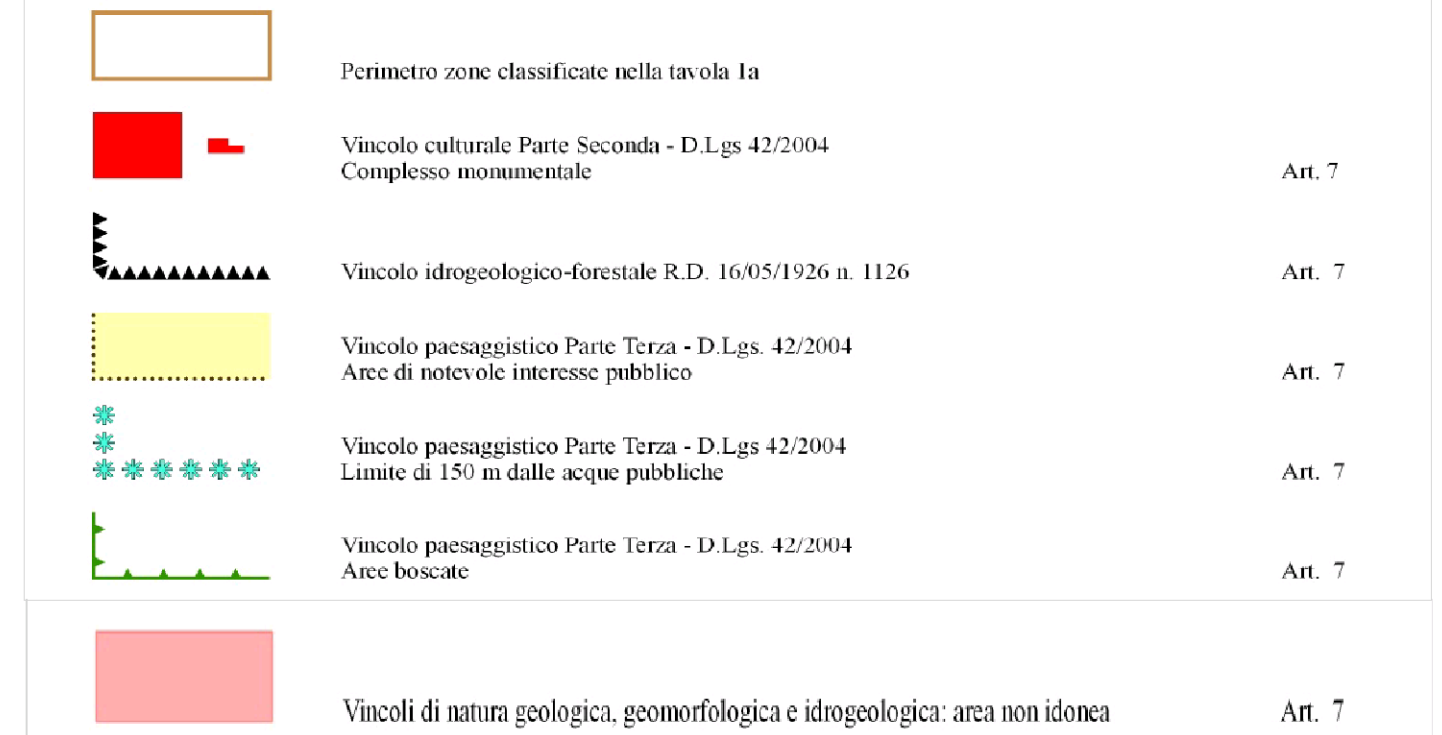 Perimetro zone classificate nella tavola 1a
Vincolo culturale Parte Seconda - D.Lgs 42/2004
Complesso monumentale Art. 7
Vincolo idrogeologico-forestale R.D. 16/05/1926 n. 1126 Art. 7
Vincolo paesaggistico Parte Terza - D.Lgs. 42/2004
Aree di notevole interesse pubblico Art. 7
Vincolo paesaggistico Parte Terza - D.Lgs 42/2004
Limite di 150 m dalle acque pubbliche Art. 7
Vincolo paesaggistico Parte Terza - D.Lgs. 42/2004
Aree boscate Art. 7
Vincoli di natura geologica, geomorfologica e idrogeologica: area non idonea Art. 7